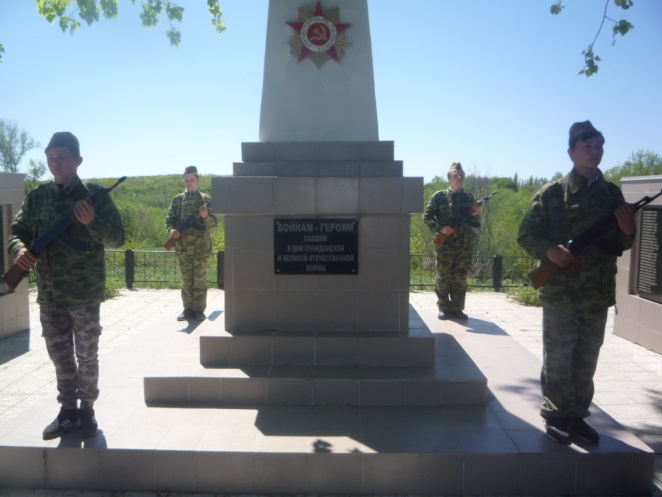 "ВОИНАМ - ГЕРОЯМ"
ПАВШИМ
В ДНИ ГРАЖДАНСКОЙ
И ВЕЛИКОЙ ОТЕЧЕСТВЕННОЙ
ВОЙНЫ